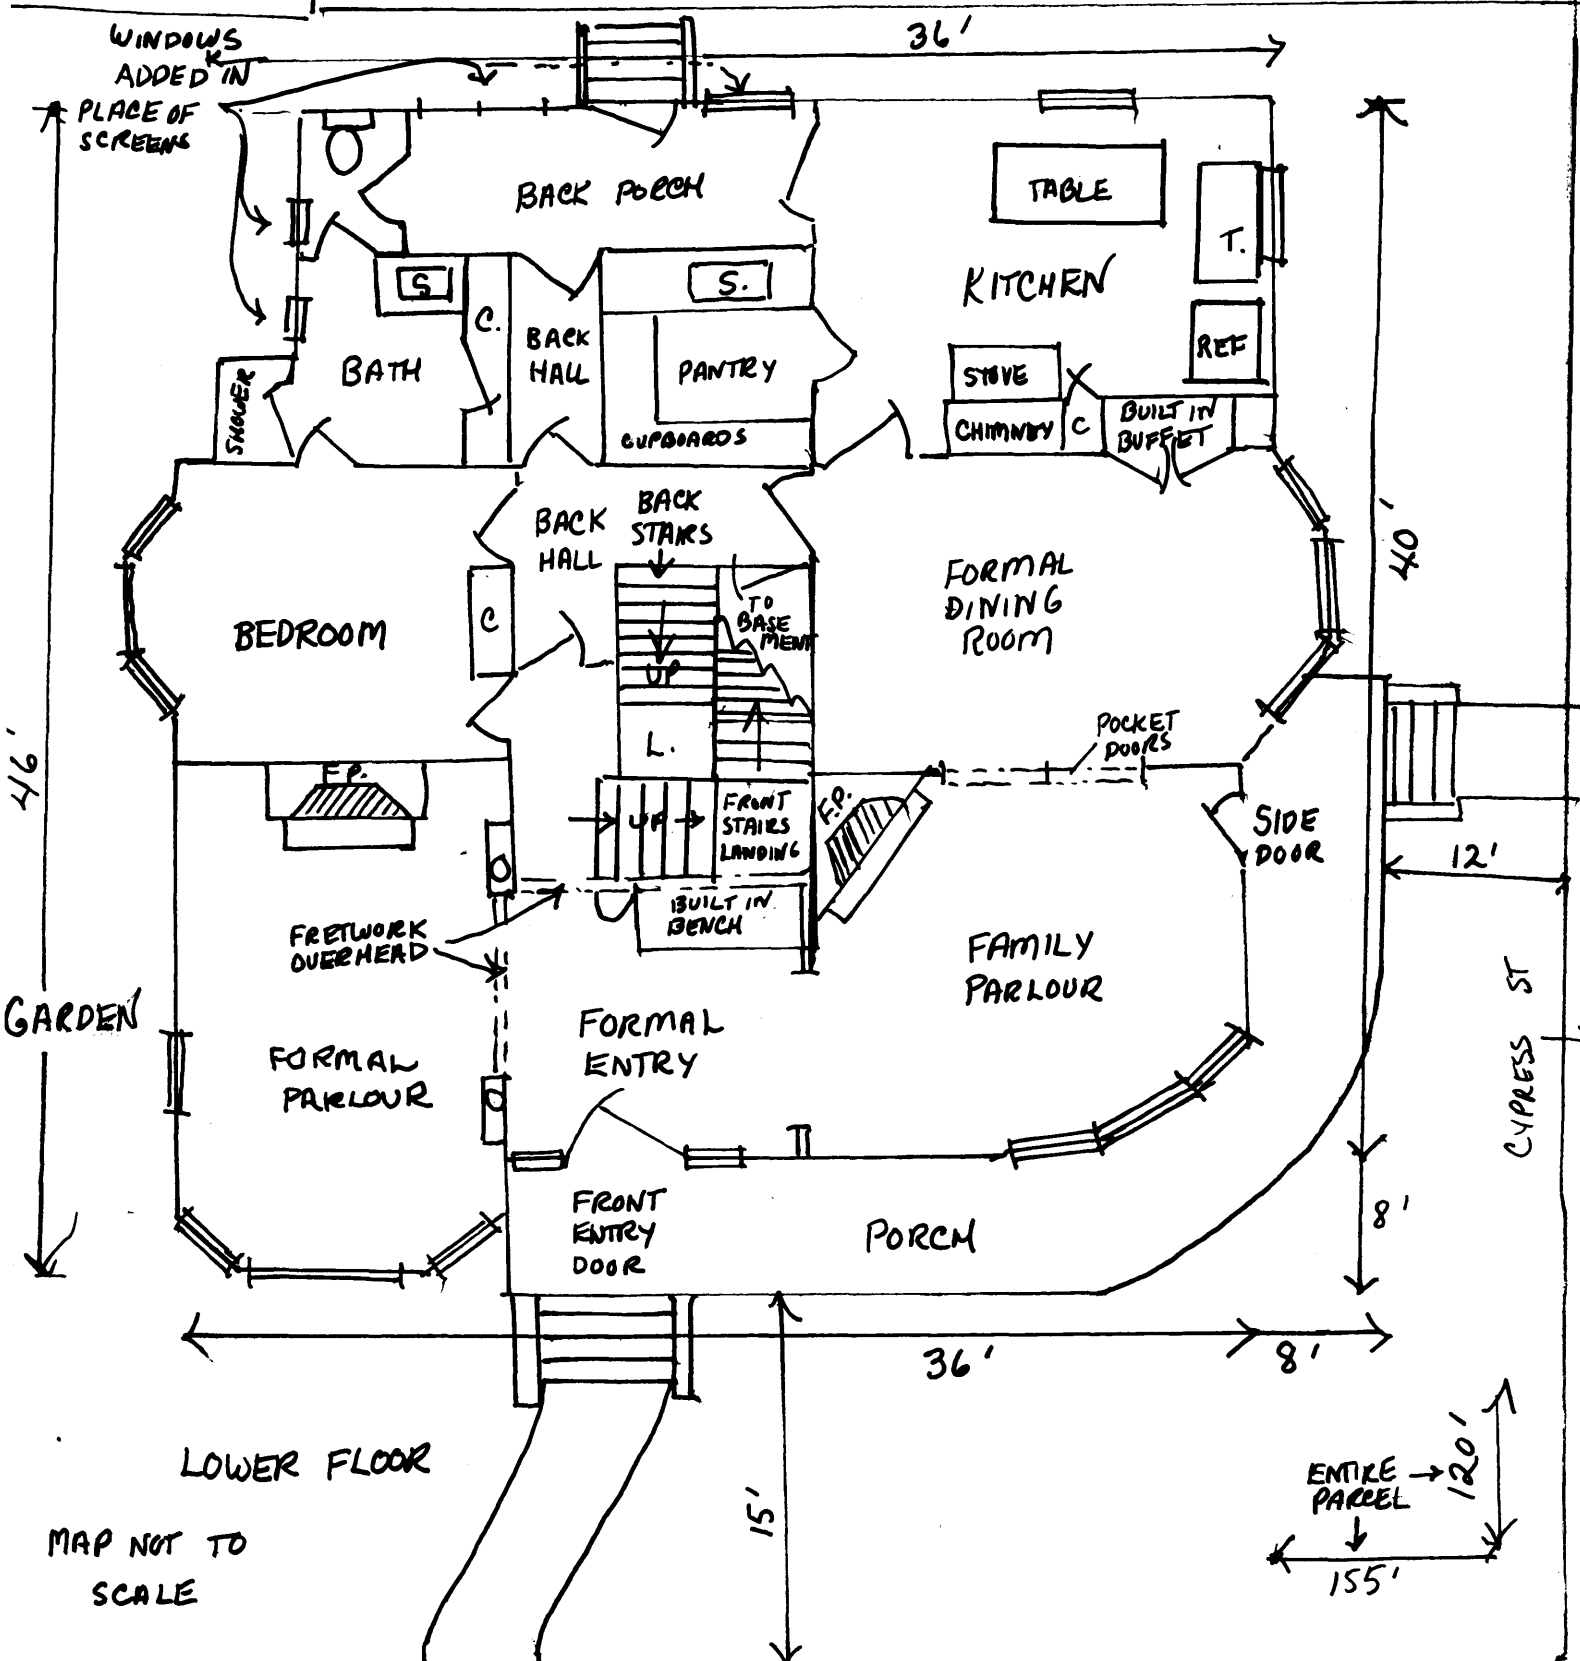 WINDOWS
ADDED IN
PLACE OF
SCREENS
36'
BACK PORCH
TABLE
T.
KITCHEN
S
S.
C.
BACK
HALL
BATH
PANTRY
STOVE
REF
SHOWER
CUPBOARDS
CHIMNEY
C
BUILT IN
BUFFET
BACK
HALL
BACK
STAIRS
40'
FORMAL
DINING
ROOM
BEDROOM
C
TO
BASE
MENT
UP
L.
POCKET
DOORS
46'
F.P.
UP
FRONT
STAIRS
LANDING
F.P.
SIDE
DOOR
12'
BUILT IN
BENCH
FRETWORK
OVERHEAD
FAMILY
PARLOUR
GARDEN
FORMAL
ENTRY
FORMAL
PARLOUR
CYPRESS ST
FRONT
ENTRY
DOOR
PORCH
8'
36'
8'
LOWER FLOOR
15'
ENTIRE
PARCEL
120'
155'
MAP NOT TO
SCALE